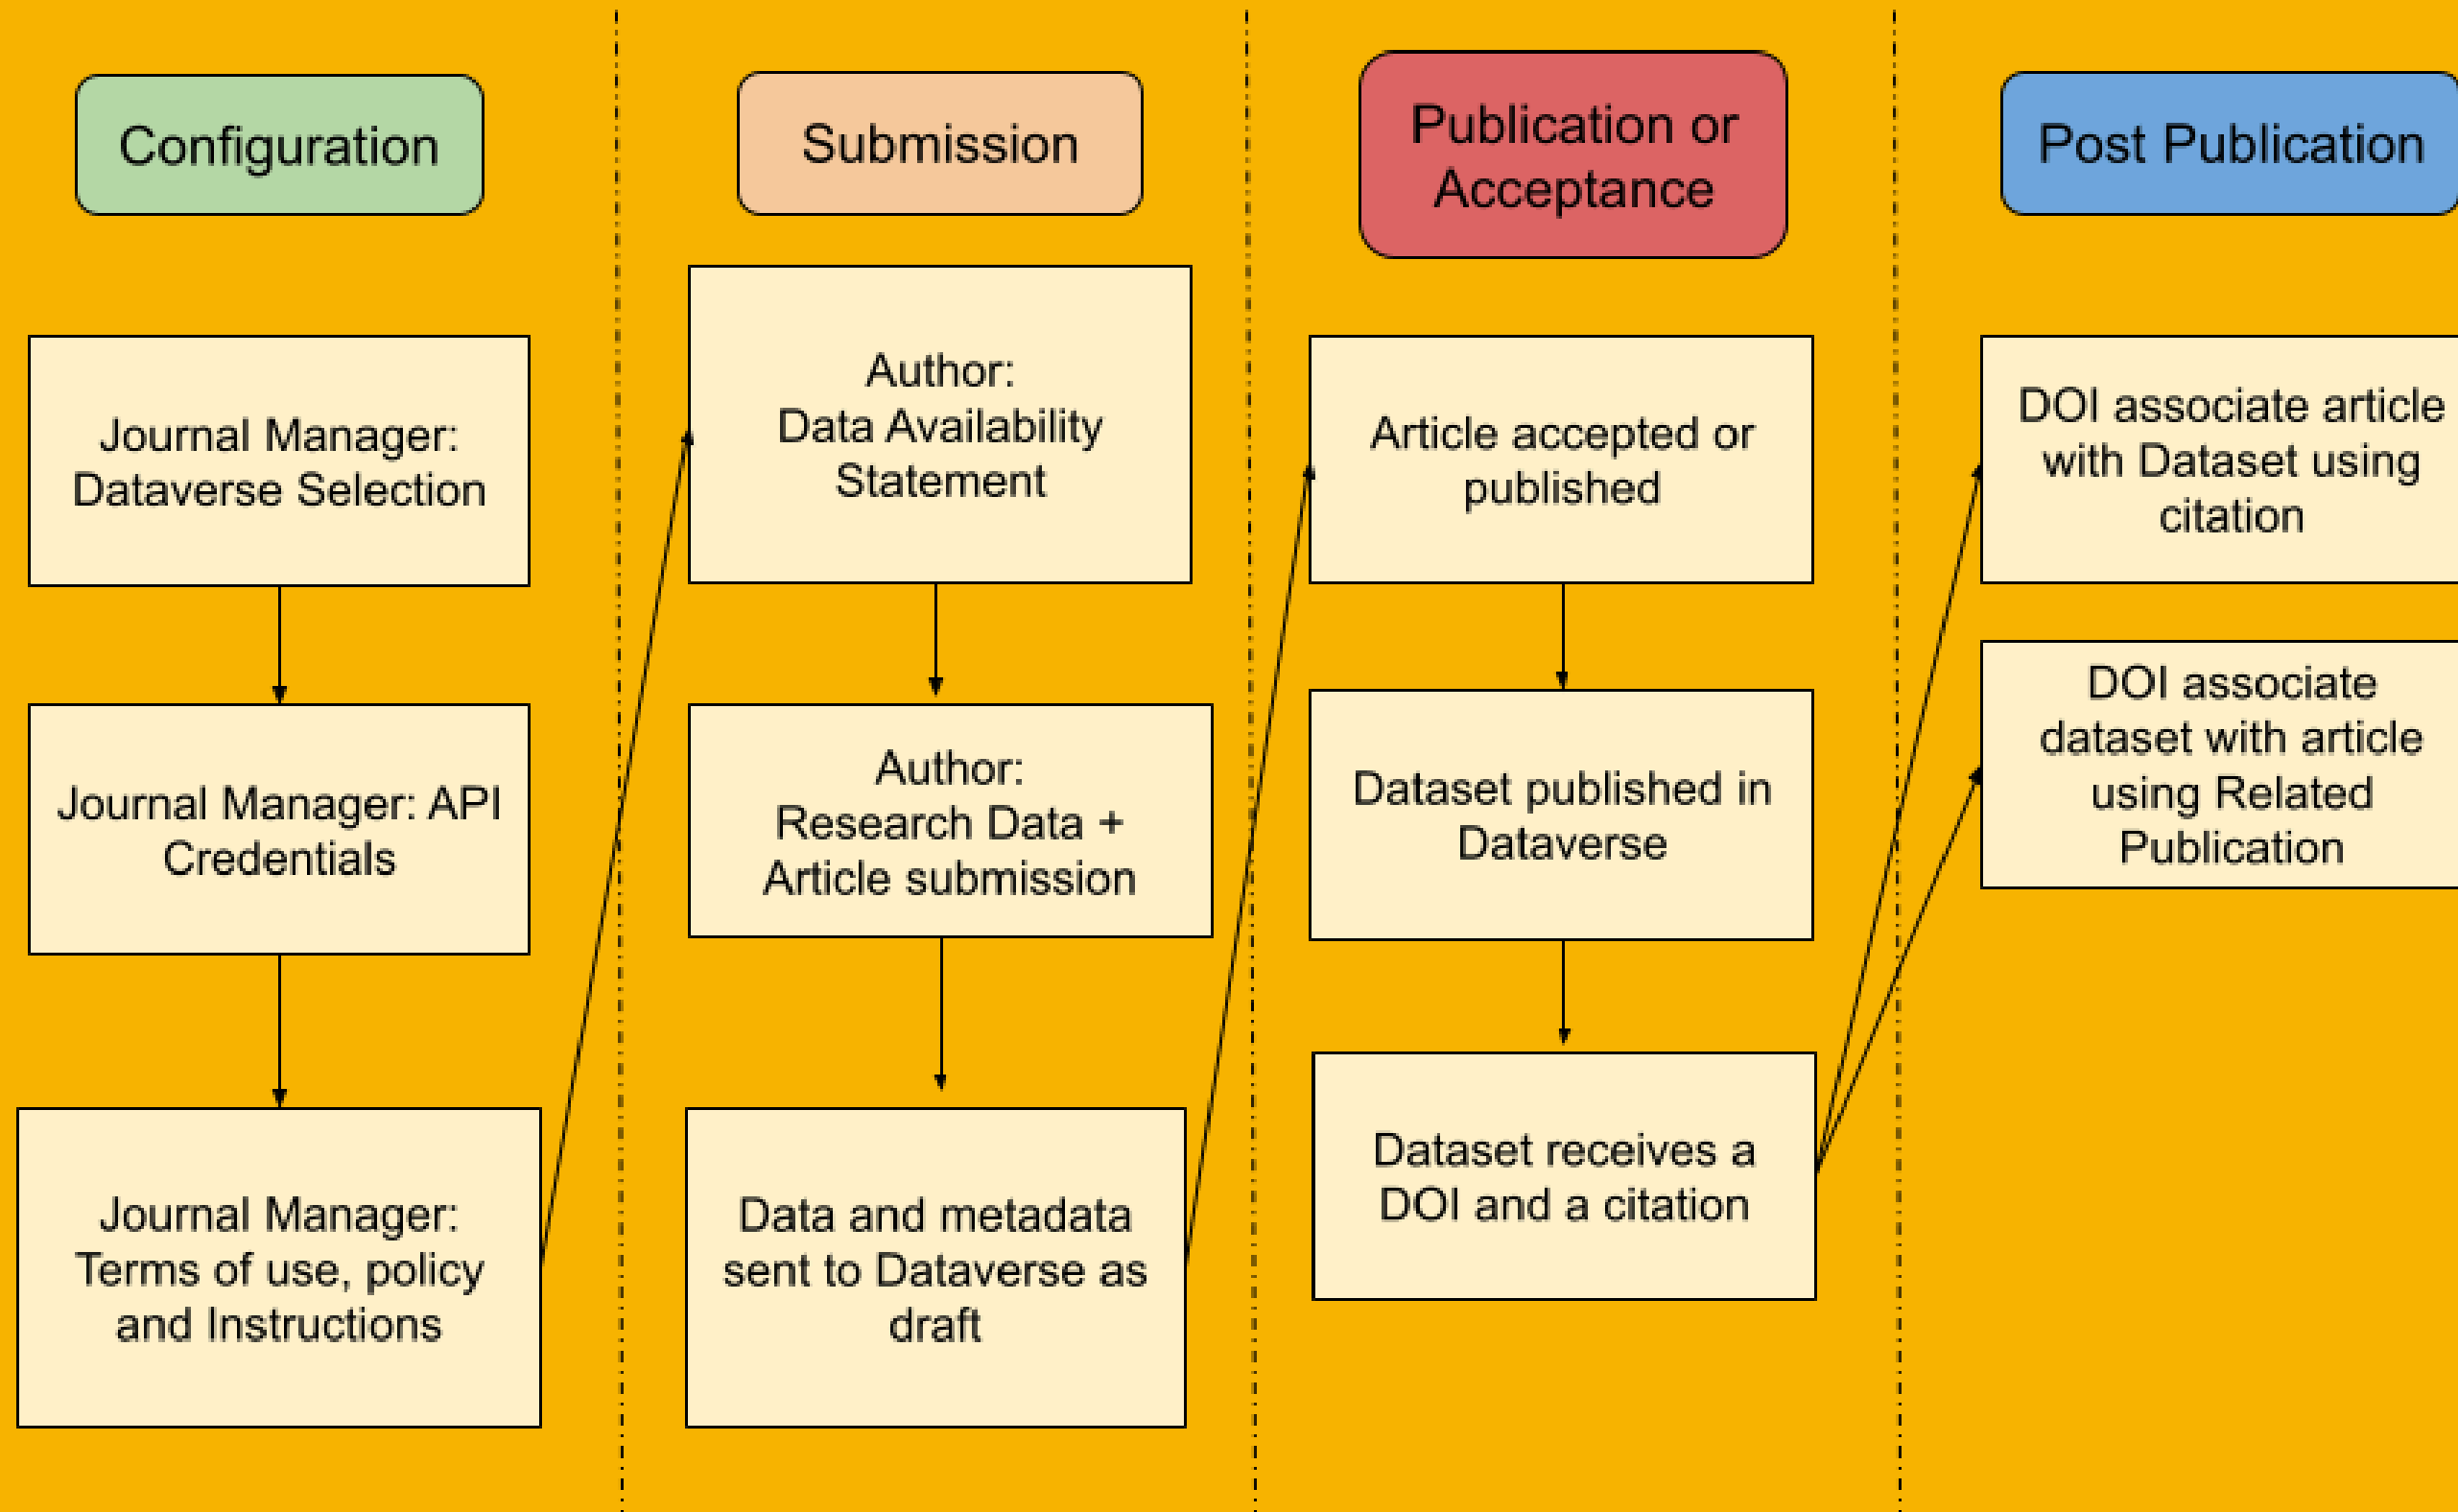 Configuration
Journal Manager:
Dataverse Selection
Journal Manager: API
Credentials
Journal Manager:
Terms of use, policy
and Instructions
Submission
Author:
Data Availability
Statement
Author:
Research Data +
Article submission
Data and metadata
sent to Dataverse as
draft
Publication or
Acceptance
Article accepted or
published
Dataset published in
Dataverse
Dataset receives a
DOI and a citation
Post Publication
DOI associate article
with Dataset using
citation
DOI associate
dataset with article
using Related
Publication